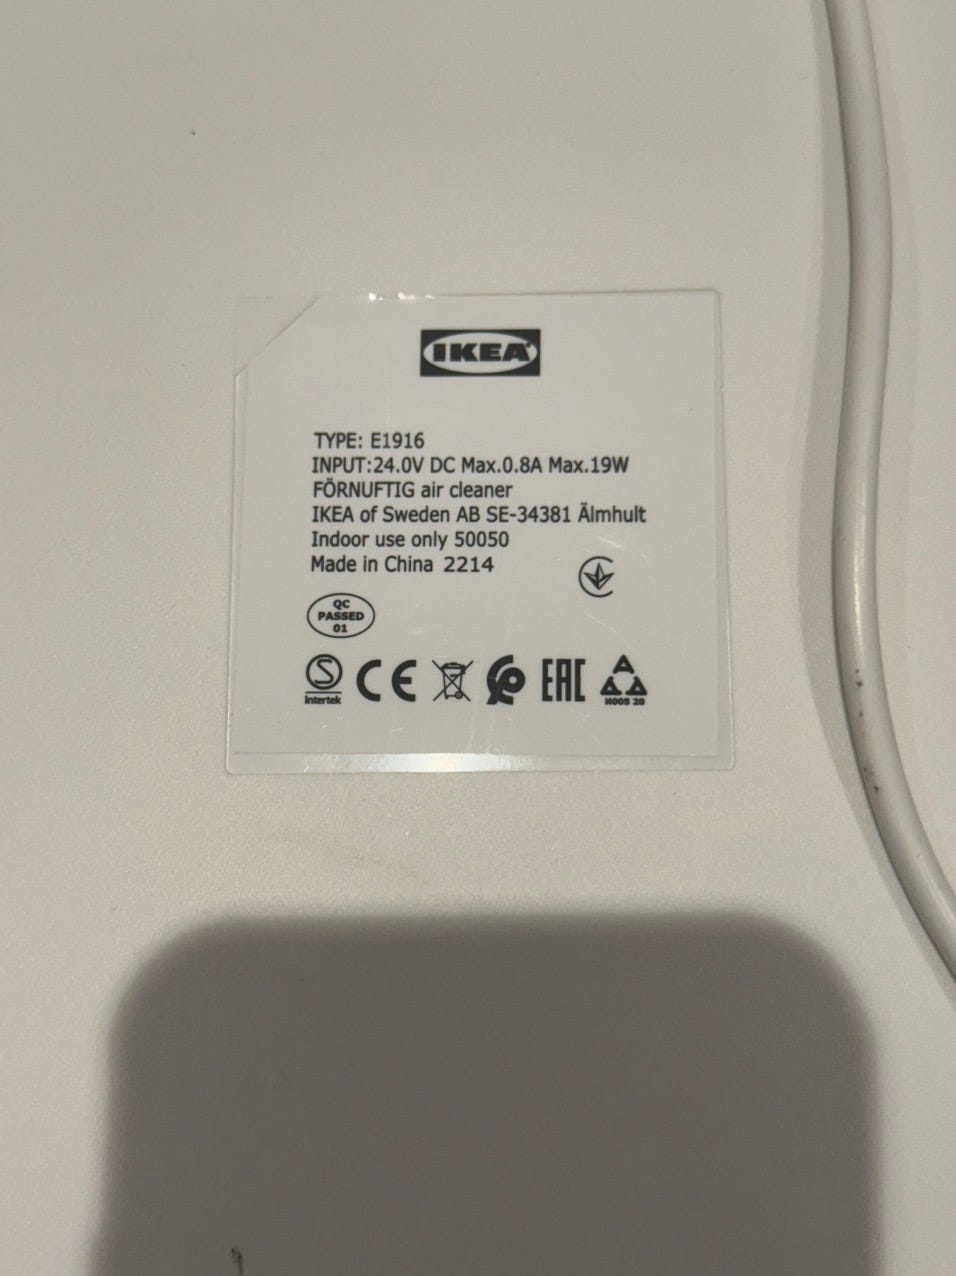 IKEA
TYPE: E1916
INPUT:24.0V DC Max.0.8A Max.19W
FÖRNUFTIG air cleaner
IKEA of Sweden AB SE-34381 Älmhult
Indoor use only 50050
Made in China 2214
QC
PASSED
01
S
Intertek
CE
EAC
N005 20